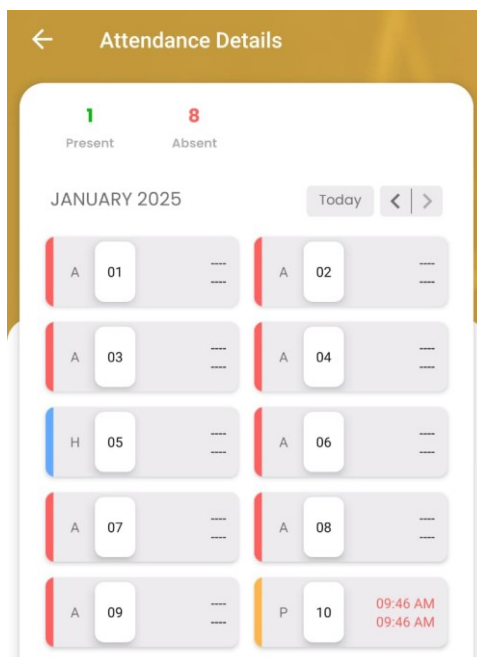 Attendance Details
1 8
Present Absent
JANUARY 2025 Today
A 01 ---- ---- A 02 ---- ----
A 03 ---- ---- A 04 ---- ----
H 05 ---- ---- A 06 ---- ----
A 07 ---- ---- A 08 ---- ----
A 09 ---- ---- P 10 09:46 AM
09:46 AM